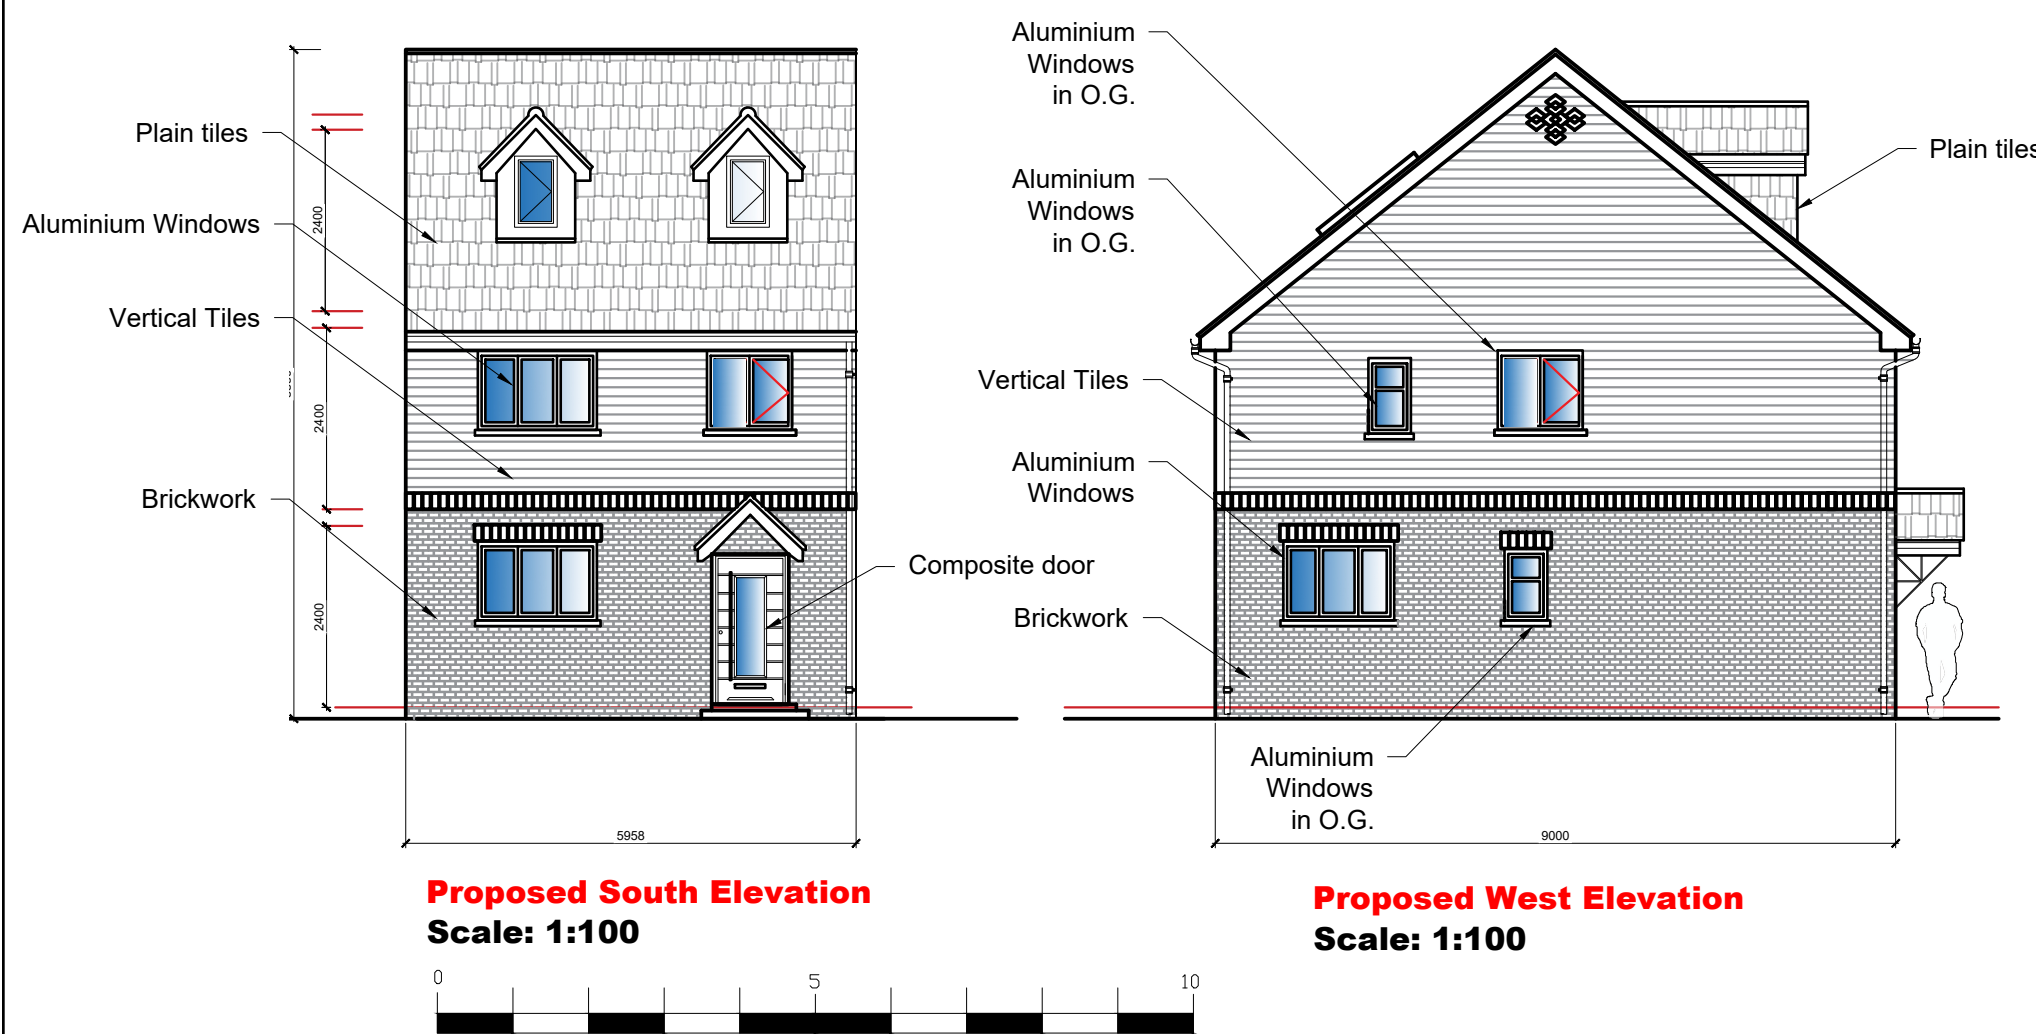 Plain tiles
Aluminium Windows
Vertical Tiles
Brickwork
2400
2400
2400
Composite door
5958
Proposed South Elevation
Scale: 1:100
Aluminium
Windows
in O.G.
Aluminium
Windows
in O.G.
Vertical Tiles
Aluminium
Windows
Brickwork
Aluminium
Windows
in O.G.
Plain tiles
9000
Proposed West Elevation
Scale: 1:100
0
5
10